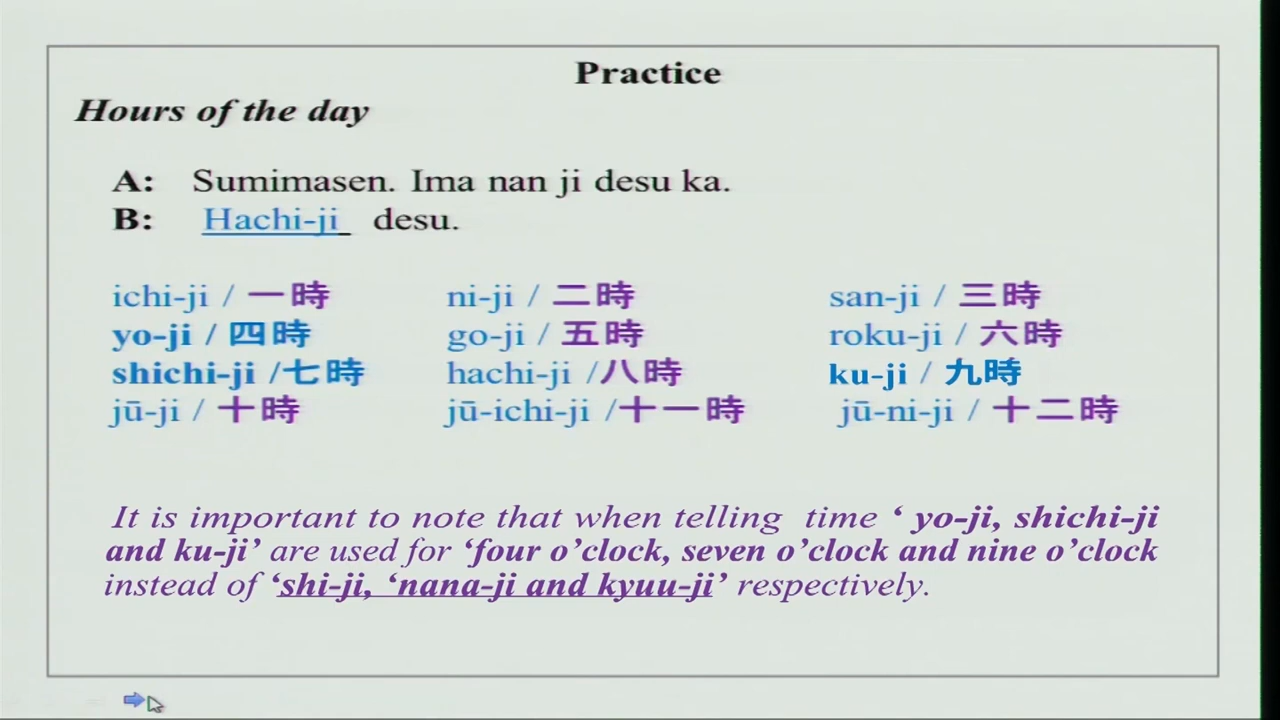 Practice
Hours of the day
A: Sumimasen. Ima nan ji desu ka.
B: Hachi-ji_ desu.
ichi-ji / 一時 ni-ji / 二時 san-ji / 三時
yo-ji / 四時 go-ji / 五時 roku-ji / 六時
shichi-ji /七時 hachi-ji /八時 ku-ji / 九時
jū-ji / 十時 jū-ichi-ji /十一時 jū-ni-ji / 十二時
It is important to note that when telling time ‘ yo-ji, shichi-ji
and ku-ji’ are used for ‘four o’clock, seven o’clock and nine o’clock
instead of ‘shi-ji, ‘nana-ji and kyuu-ji’ respectively.